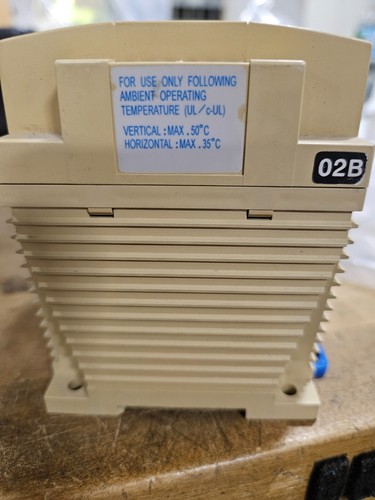 FOR USE ONLY FOLLOWING
AMBIENT OPERATING
TEMPERATURE (UL/c-UL)
VERTICAL : MAX . 50°C
HORIZONTAL : MAX . 35°C
02B